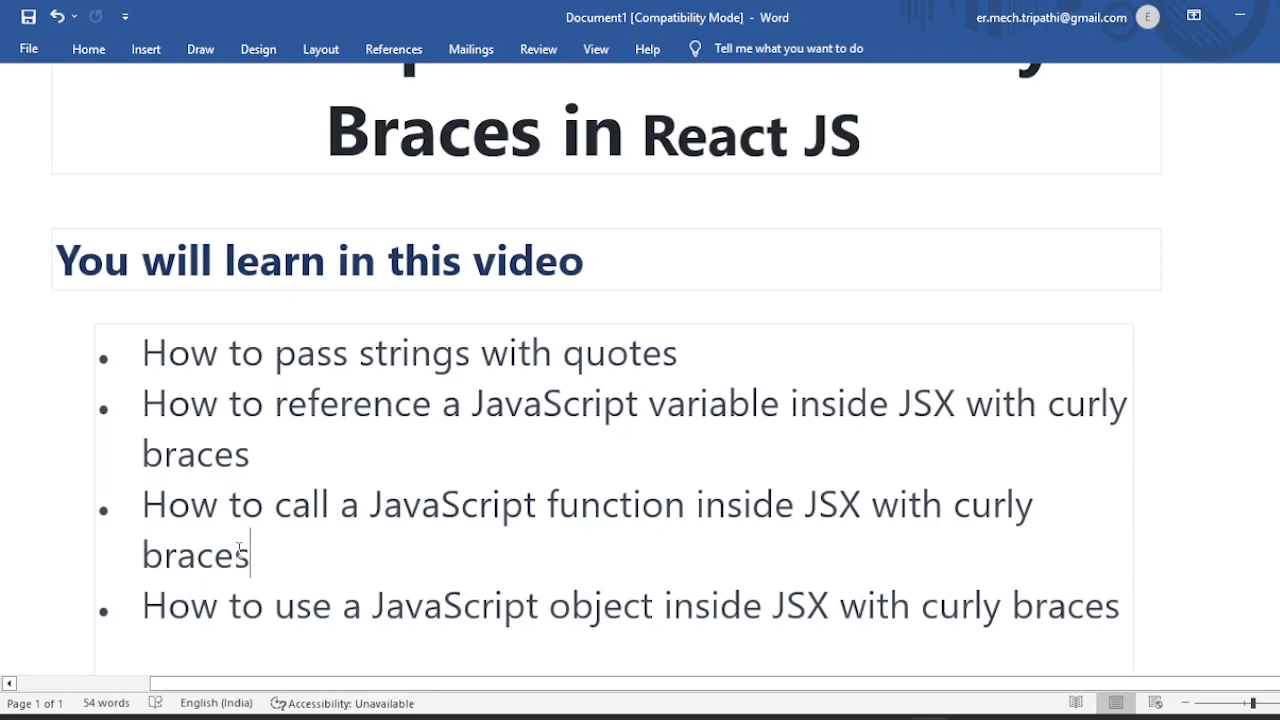 Document1 [Compatibility Mode] - Word
er.mech.tripathi@gmail.com
E
File Home Insert Draw Design Layout References Mailings Review View Help Tell me what you want to do
Braces in React JS
You will learn in this video
• How to pass strings with quotes
• How to reference a JavaScript variable inside JSX with curly
braces
• How to call a JavaScript function inside JSX with curly
braces
• How to use a JavaScript object inside JSX with curly braces
Page 1 of 1 54 words English (India) Accessibility: Unavailable